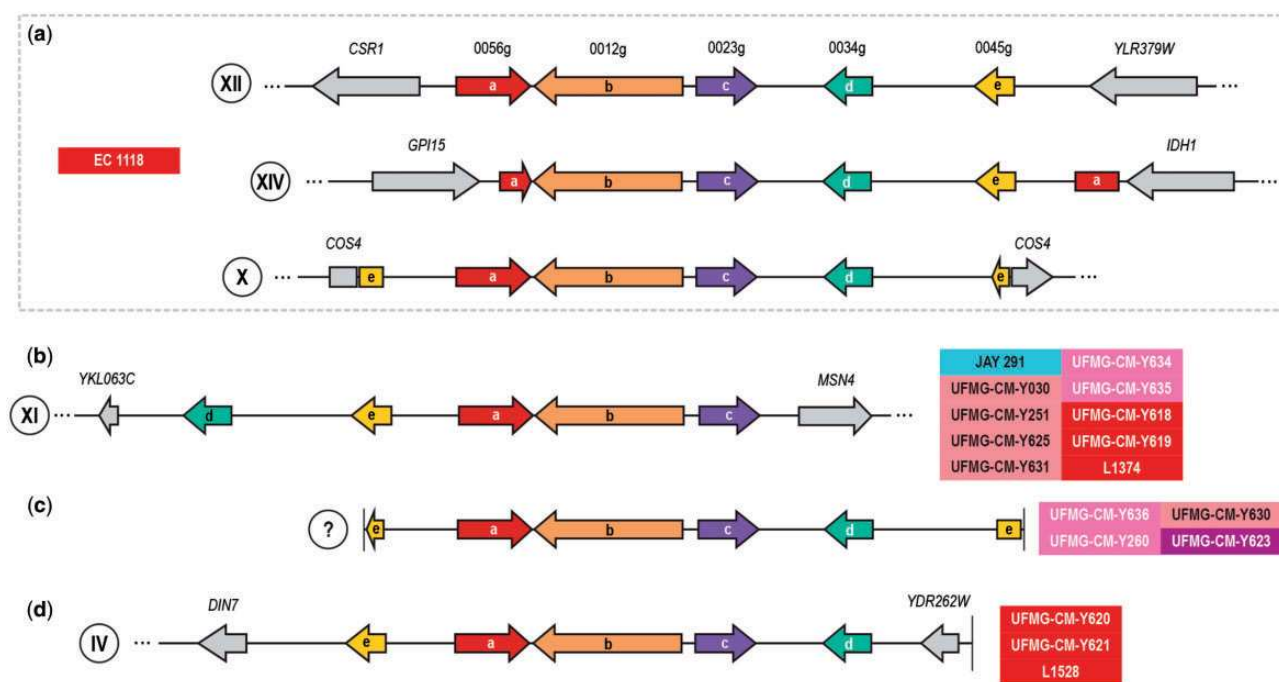 (a)
CSR1 0056g 0012g 0023g 0034g 0045g YLR379W
XII ... a b c d e ...
EC 1118
GPI15 IDH1
XIV ... a b c d e a ...
COS4 COS4
X ... e a b c d e ...
(b)
YKL063C MSN4
XI ... d e a b c ...
JAY 291 UFMG-CM-Y634
UFMG-CM-Y030 UFMG-CM-Y635
UFMG-CM-Y251 UFMG-CM-Y618
UFMG-CM-Y625 UFMG-CM-Y619
UFMG-CM-Y631 L1374
(c)
? e a b c d e
UFMG-CM-Y636 UFMG-CM-Y630
UFMG-CM-Y260 UFMG-CM-Y623
(d)
DIN7 YDR262W
IV ... e a b c d
UFMG-CM-Y620
UFMG-CM-Y621
L1528